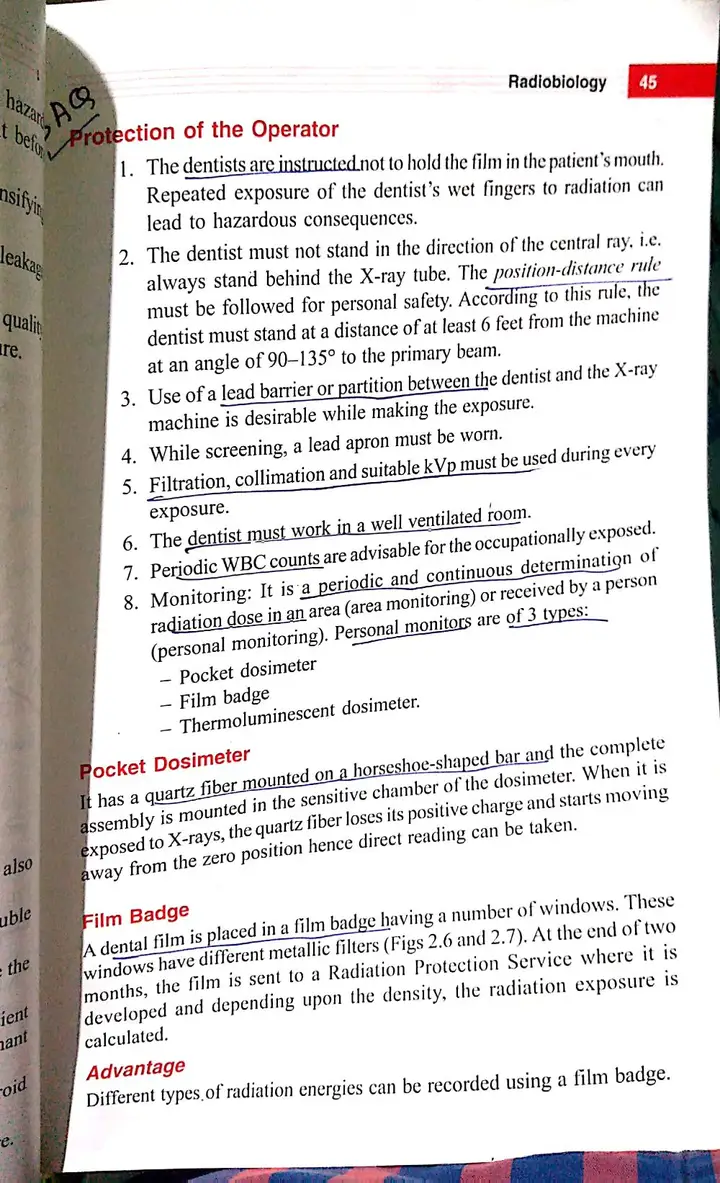 Radiobiology 45
AQ
Protection of the Operator
1. The dentists are instructed not to hold the film in the patient's mouth.
Repeated exposure of the dentist's wet fingers to radiation can
lead to hazardous consequences.
2. The dentist must not stand in the direction of the central ray, i.e.
always stand behind the X-ray tube. The position-distance rule
must be followed for personal safety. According to this rule, the
dentist must stand at a distance of at least 6 feet from the machine
at an angle of 90–135° to the primary beam.
3. Use of a lead barrier or partition between the dentist and the X-ray
machine is desirable while making the exposure.
4. While screening, a lead apron must be worn.
5. Filtration, collimation and suitable kVp must be used during every
exposure.
6. The dentist must work in a well ventilated room.
7. Periodic WBC counts are advisable for the occupationally exposed.
8. Monitoring: It is a periodic and continuous determination of
radiation dose in an area (area monitoring) or received by a person
(personal monitoring). Personal monitors are of 3 types:
– Pocket dosimeter
– Film badge
– Thermoluminescent dosimeter.
Pocket Dosimeter
It has a quartz fiber mounted on a horseshoe-shaped bar and the complete
assembly is mounted in the sensitive chamber of the dosimeter. When it is
exposed to X-rays, the quartz fiber loses its positive charge and starts moving
away from the zero position hence direct reading can be taken.
Film Badge
A dental film is placed in a film badge having a number of windows. These
windows have different metallic filters (Figs 2.6 and 2.7). At the end of two
months, the film is sent to a Radiation Protection Service where it is
developed and depending upon the density, the radiation exposure is
calculated.
Advantage
Different types of radiation energies can be recorded using a film badge.
also
the